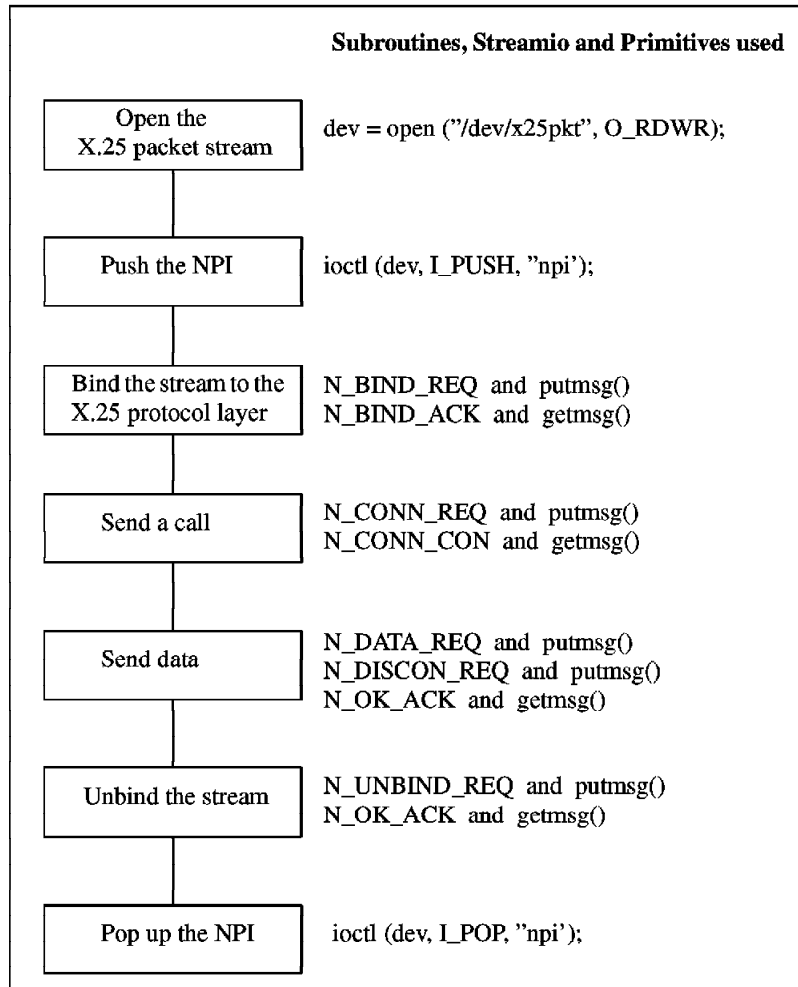 Subroutines, Streamio and Primitives used
Open the
X.25 packet stream
dev = open ("/dev/x25pkt", O_RDWR);
Push the NPI
ioctl (dev, I_PUSH, ”npi’);
Bind the stream to the
X.25 protocol layer
N_BIND_REQ and putmsg()
N_BIND_ACK and getmsg()
Send a call
N_CONN_REQ and putmsg()
N_CONN_CON and getmsg()
Send data
N_DATA_REQ and putmsg()
N_DISCON_REQ and putmsg()
N_OK_ACK and getmsg()
Unbind the stream
N_UNBIND_REQ and putmsg()
N_OK_ACK and getmsg()
Pop up the NPI
ioctl (dev, I_POP, ”npi’);